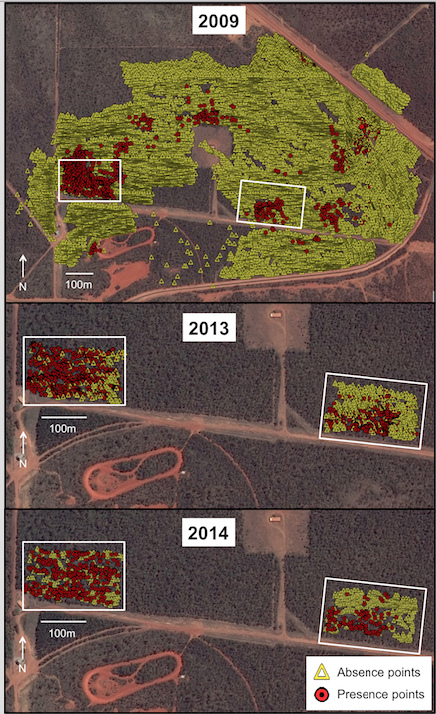 2009
N
100m
2013
100m
N
2014
100m
N
Absence points
Presence points